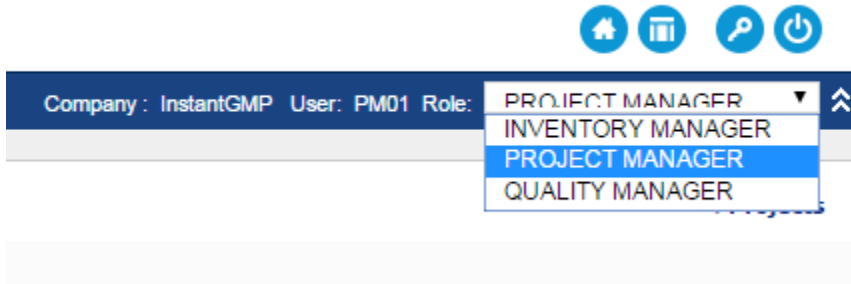 Company : InstantGMP User: PM01 Role: PROJECT MANAGER
INVENTORY MANAGER
PROJECT MANAGER
QUALITY MANAGER